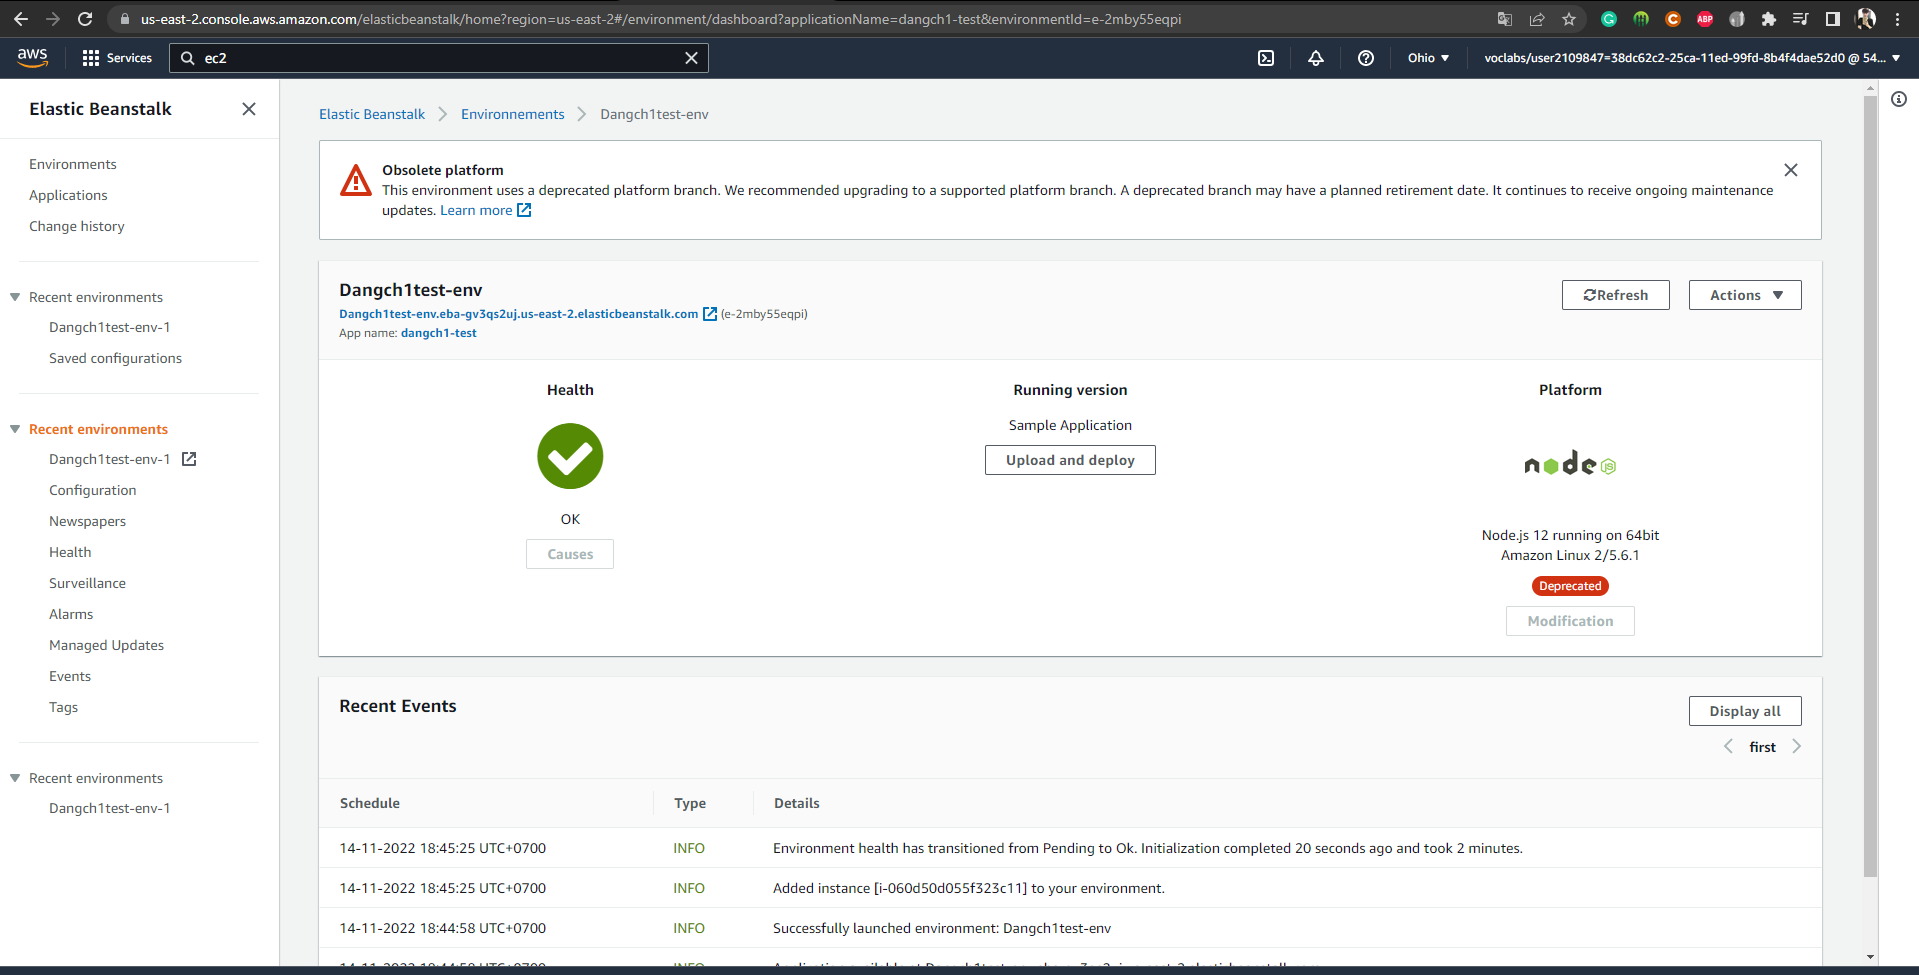 us-east-2.console.aws.amazon.com/elasticbeanstalk/home?region=us-east-2#/environment/dashboard?applicationName=dangch1-test&environmentId=e-2mby55eqpi
ABP
aws
Services
ec2
Ohio
voclabs/user2109847=38dc62c2-25ca-11ed-99fd-8b4f4dae52d0 @ 54...
Elastic Beanstalk
Environments
Applications
Change history
Recent environments
Dangch1test-env-1
Saved configurations
Recent environments
Dangch1test-env-1
Configuration
Newspapers
Health
Surveillance
Alarms
Managed Updates
Events
Tags
Recent environments
Dangch1test-env-1
Elastic Beanstalk
Environnements
Dangch1test-env
Obsolete platform
This environment uses a deprecated platform branch. We recommended upgrading to a supported platform branch. A deprecated branch may have a planned retirement date. It continues to receive ongoing maintenance
updates. Learn more
Dangch1test-env
Dangch1test-env.eba-gv3qs2uj.us-east-2.elasticbeanstalk.com (e-2mby55eqpi)
App name: dangch1-test
Refresh
Actions
Health
OK
Causes
Running version
Sample Application
Upload and deploy
Platform
node JS
Node.js 12 running on 64bit
Amazon Linux 2/5.6.1
Deprecated
Modification
Recent Events
Display all
first
Schedule Type Details
14-11-2022 18:45:25 UTC+0700 INFO Environment health has transitioned from Pending to Ok. Initialization completed 20 seconds ago and took 2 minutes.
14-11-2022 18:45:25 UTC+0700 INFO Added instance [i-060d50d055f323c11] to your environment.
14-11-2022 18:44:58 UTC+0700 INFO Successfully launched environment: Dangch1test-env